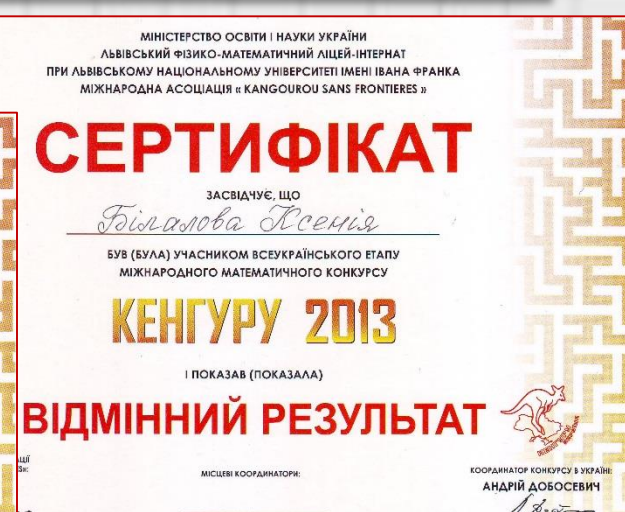 МІНІСТЕРСТВО ОСВІТИ І НАУКИ УКРАЇНИ
ЛЬВІВСЬКИЙ ФІЗИКО-МАТЕМАТИЧНИЙ ЛІЦЕЙ-ІНТЕРНАТ
ПРИ ЛЬВІВСЬКОМУ НАЦІОНАЛЬНОМУ УНІВЕРСИТЕТІ ІМЕНІ ІВАНА ФРАНКА
МІЖНАРОДНА АСОЦІАЦІЯ « KANGOUROU SANS FRONTIERES »
СЕРТИФІКАТ
ЗАСВІДЧУЄ, ЩО
Білалова Ксенія
БУВ (БУЛА) УЧАСНИКОМ ВСЕУКРАЇНСЬКОГО ЕТАПУ
МІЖНАРОДНОГО МАТЕМАТИЧНОГО КОНКУРСУ
КЕНГУРУ 2013
І ПОКАЗАВ (ПОКАЗАЛА)
ВІДМІННИЙ РЕЗУЛЬТАТ
МІСЦЕВІ КООРДИНАТОРИ:
КООРДИНАТОР КОНКУРСУ В УКРАЇНІ:
АНДРІЙ ДОБОСЕВИЧ